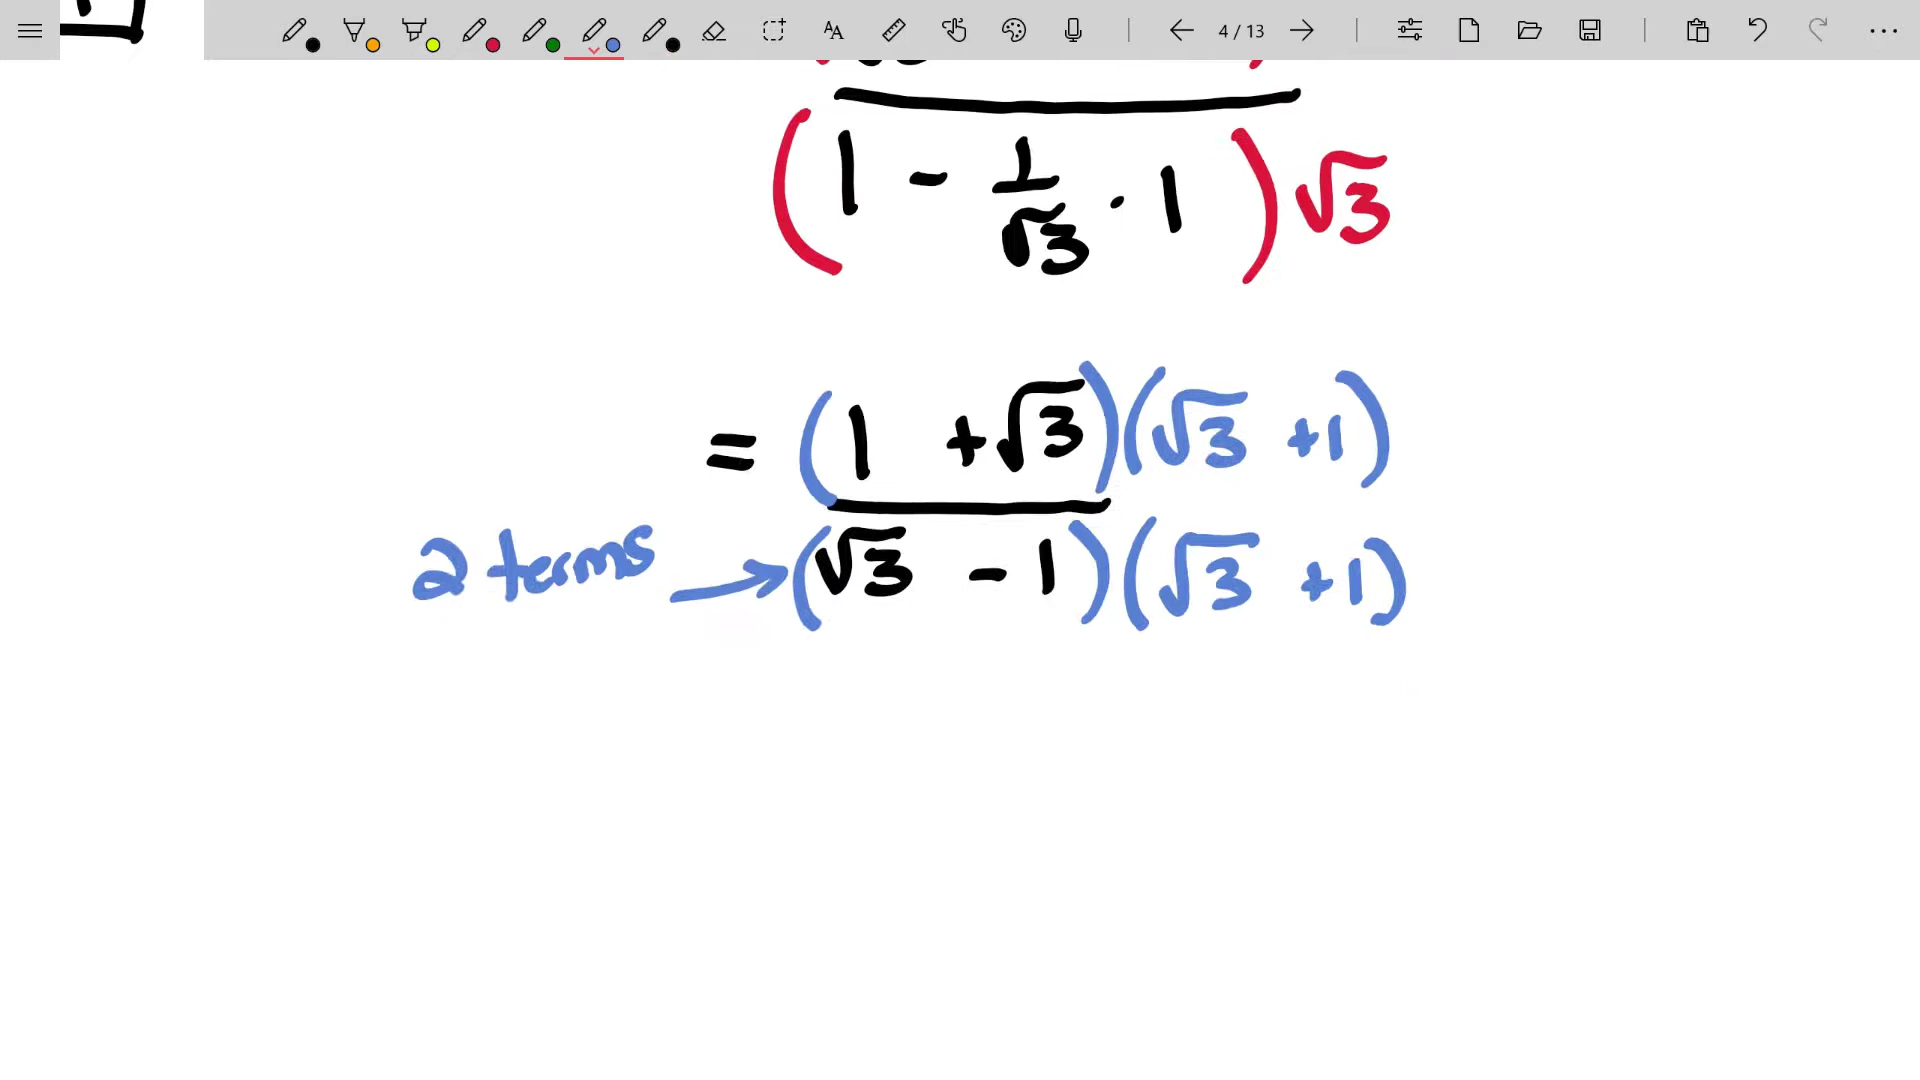 4 / 13
(1 - 1/√3 · 1)√3
= (1 + √3)(√3 + 1)
2 terms → (√3 - 1)(√3 + 1)